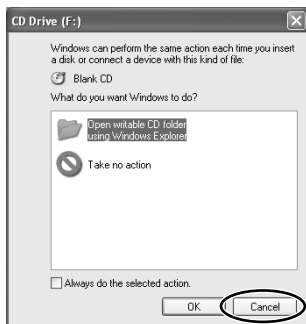 CD Drive (F:)
Windows can perform the same action each time you insert
a disk or connect a device with this kind of file:
Blank CD
What do you want Windows to do?
Open writable CD folder
using Windows Explorer
Take no action
Always do the selected action.
OK
Cancel